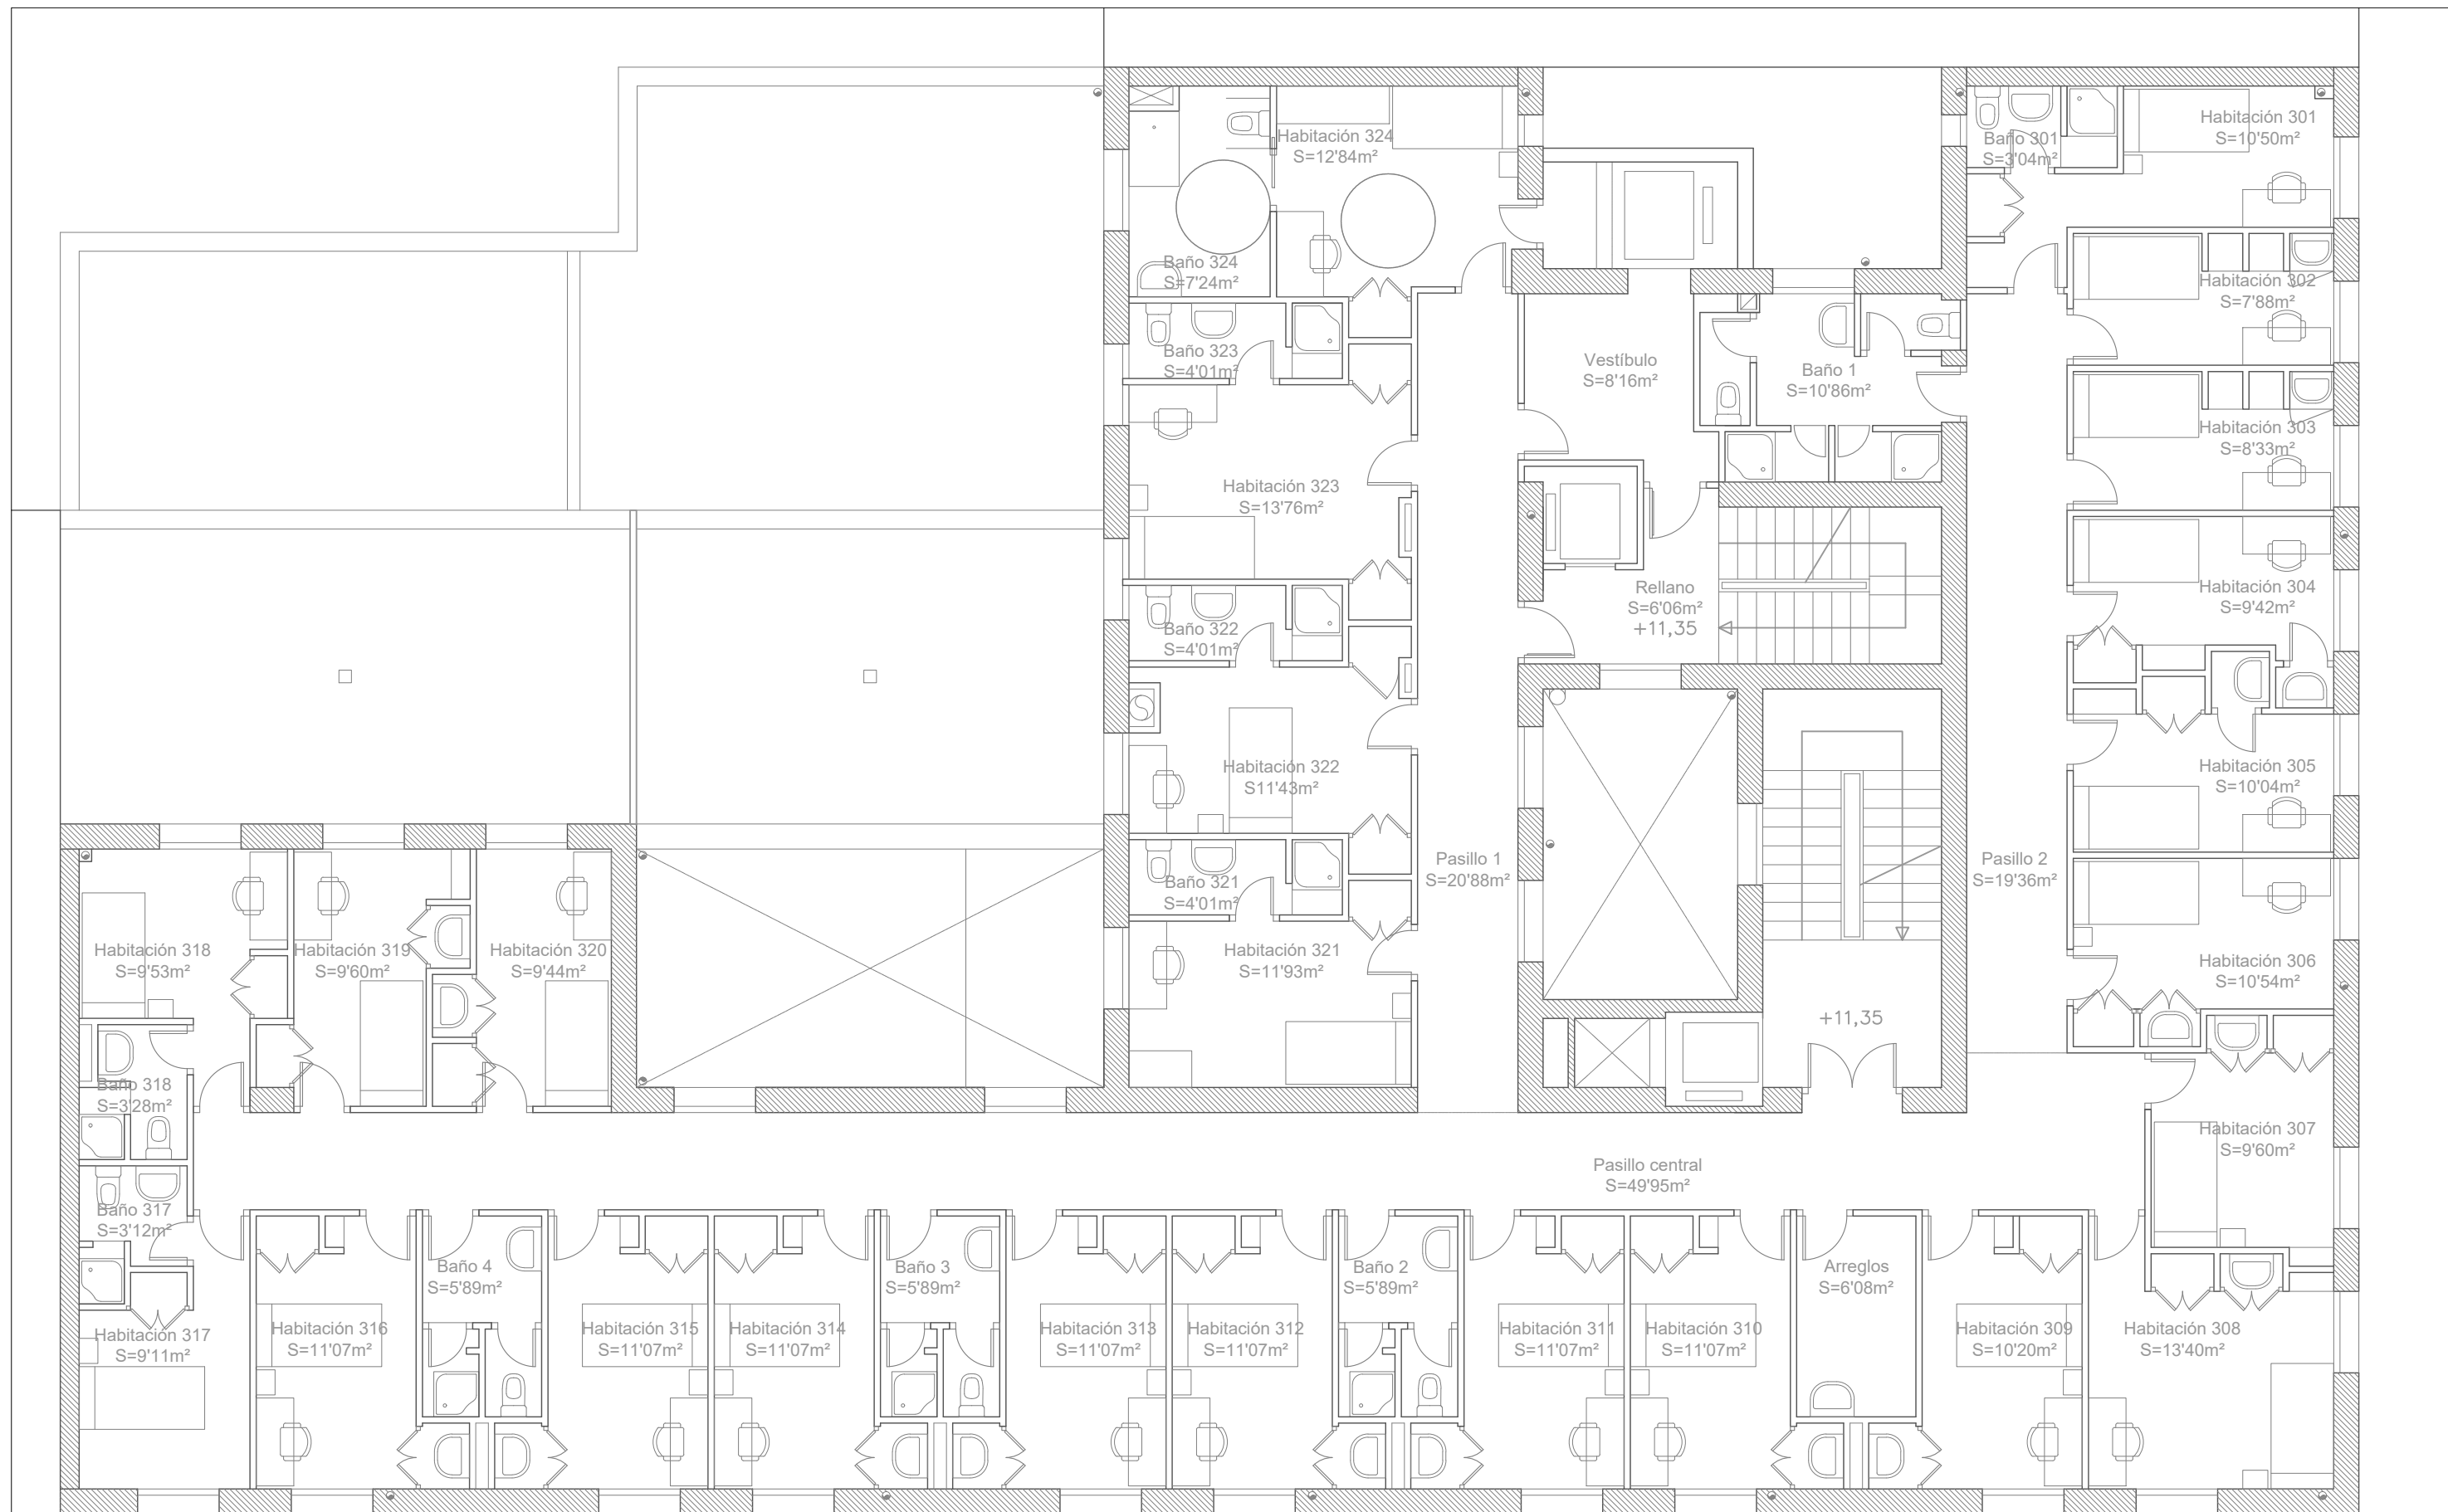 Habitación 324
S=12'84m²
Baño 324
S=7'24m²
Baño 301
S=3'04m²
Habitación 301
S=10'50m²
Habitación 302
S=7'88m²
Baño 323
S=4'01m²
Vestíbulo
S=8'16m²
Baño 1
S=10'86m²
Habitación 303
S=8'33m²
Habitación 323
S=13'76m²
Rellano
S=6'06m²
+11,35
Habitación 304
S=9'42m²
Baño 322
S=4'01m²
Habitación 322
S11'43m²
Habitación 305
S=10'04m²
Baño 321
S=4'01m²
Pasillo 1
S=20'88m²
Pasillo 2
S=19'36m²
Habitación 318
S=9'53m²
Habitación 319
S=9'60m²
Habitación 320
S=9'44m²
Habitación 321
S=11'93m²
Habitación 306
S=10'54m²
+11,35
Baño 318
S=3'28m²
Habitación 307
S=9'60m²
Pasillo central
S=49'95m²
Baño 317
S=3'12m²
Baño 4
S=5'89m²
Baño 3
S=5'89m²
Baño 2
S=5'89m²
Arreglos
S=6'08m²
Habitación 317
S=9'11m²
Habitación 316
S=11'07m²
Habitación 315
S=11'07m²
Habitación 314
S=11'07m²
Habitación 313
S=11'07m²
Habitación 312
S=11'07m²
Habitación 311
S=11'07m²
Habitación 310
S=11'07m²
Habitación 309
S=10'20m²
Habitación 308
S=13'40m²